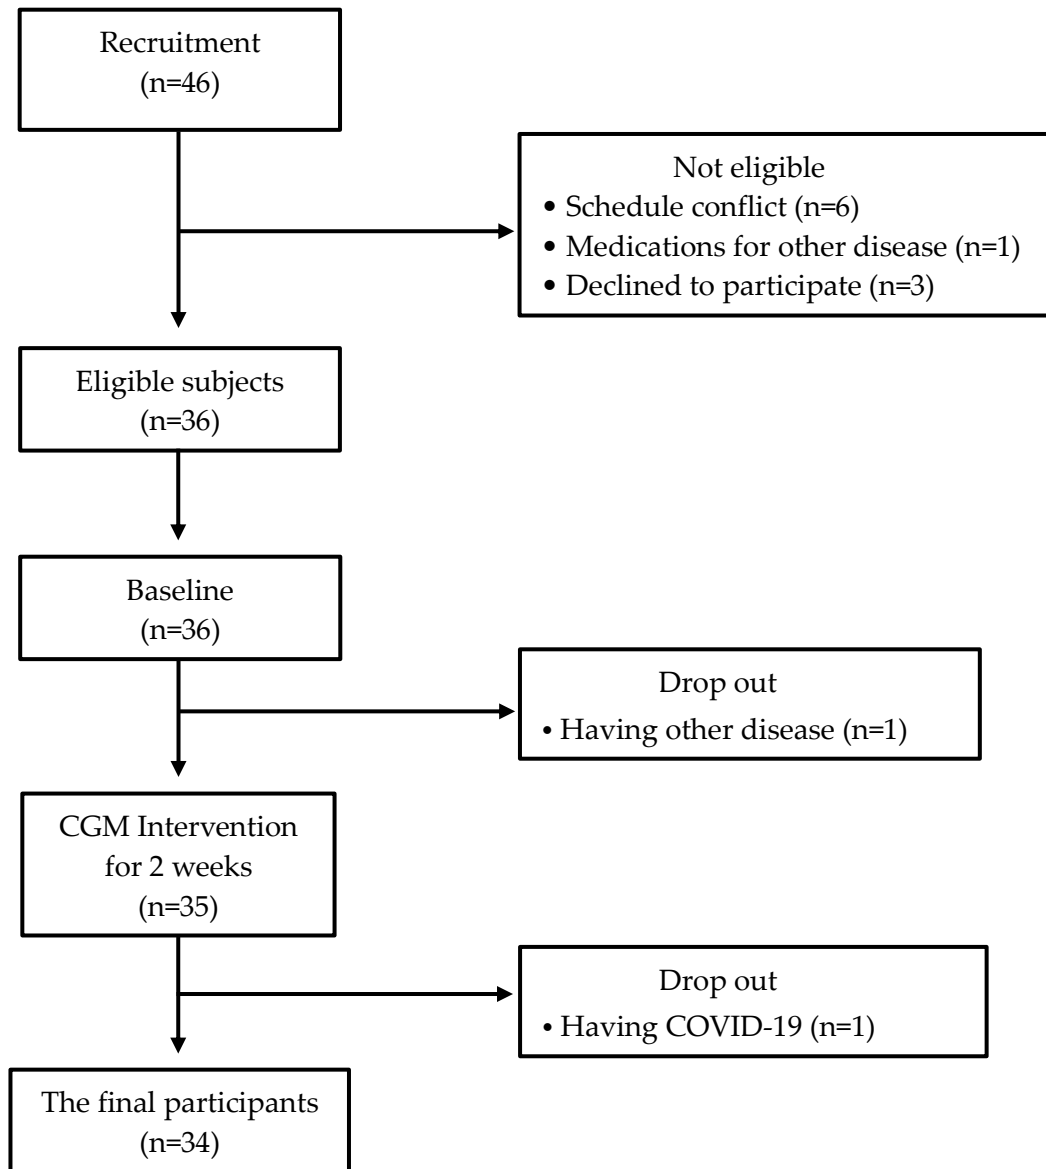 Recruitment
(n=46)
Not eligible
• Schedule conflict (n=6)
• Medications for other disease (n=1)
• Declined to participate (n=3)
Eligible subjects
(n=36)
Baseline
(n=36)
Drop out
• Having other disease (n=1)
CGM Intervention
for 2 weeks
(n=35)
Drop out
• Having COVID-19 (n=1)
The final participants
(n=34)